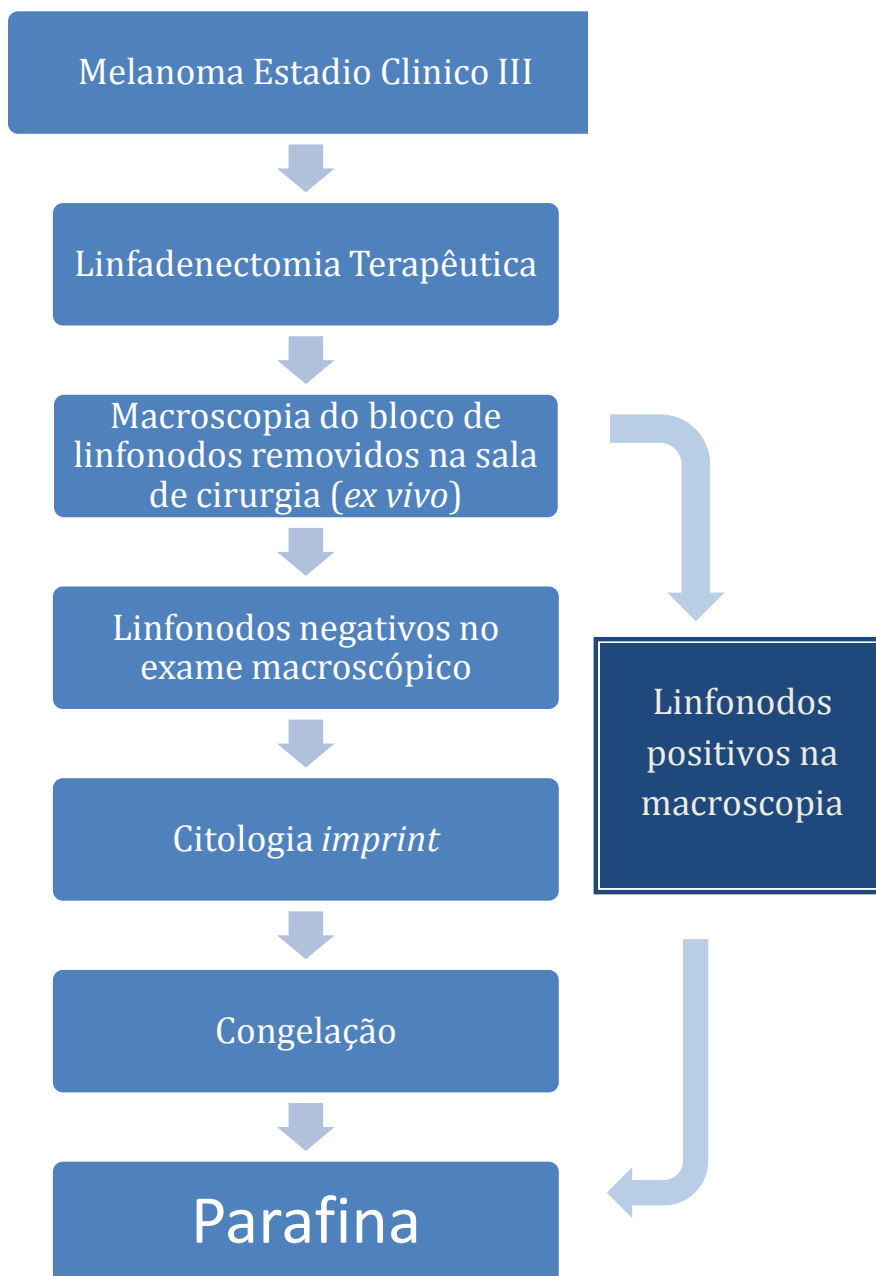 Melanoma Estadio Clinico III
Linfadenectomia Terapêutica
Macroscopia do bloco de
linfonodos removidos na sala
de cirurgia (ex vivo)
Linfonodos negativos no
exame macroscópico
Linfonodos
positivos na
macroscopia
Citologia imprint
Congelação
Parafina